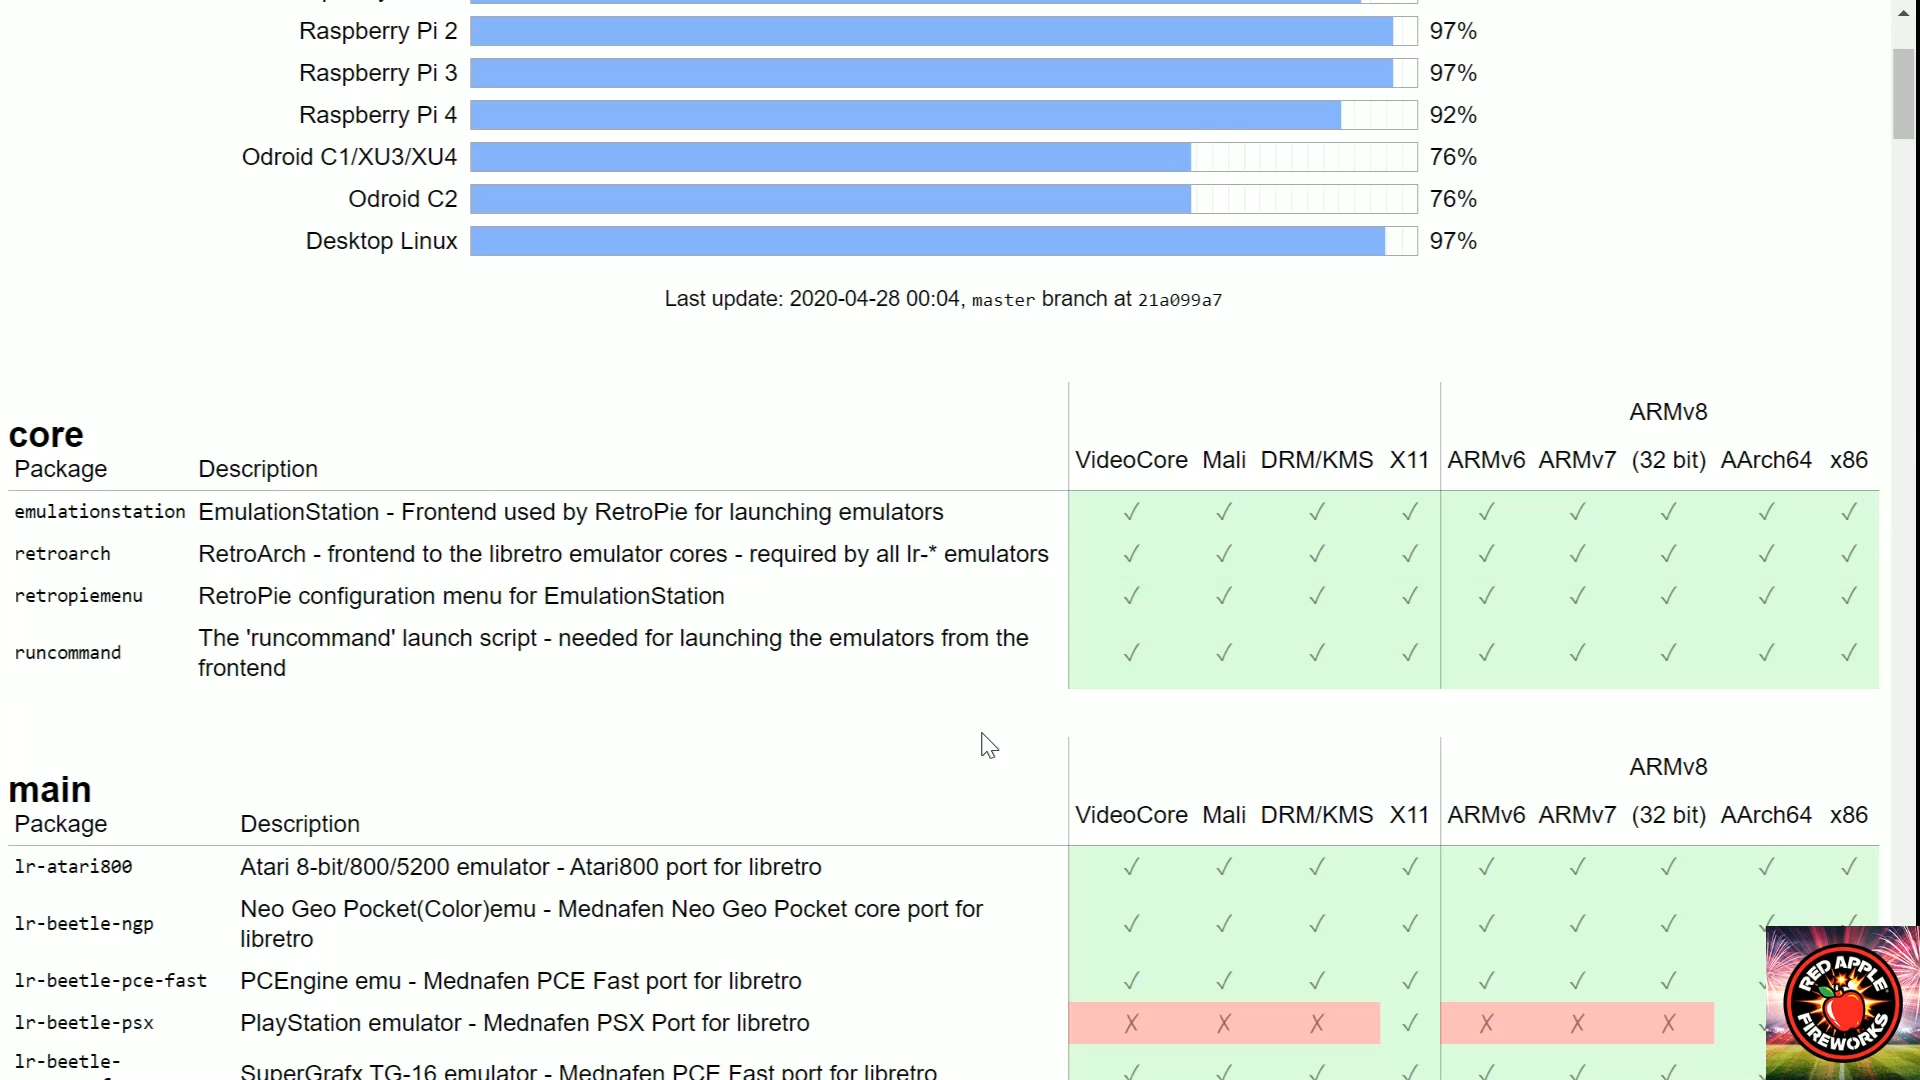 Raspberry Pi 2 97%
Raspberry Pi 3 97%
Raspberry Pi 4 92%
Odroid C1/XU3/XU4 76%
Odroid C2 76%
Desktop Linux 97%
Last update: 2020-04-28 00:04, master branch at 21a099a7
ARMv8
core
Package Description VideoCore Mali DRM/KMS X11 ARMv6 ARMv7 (32 bit) AArch64 x86
emulationstation EmulationStation - Frontend used by RetroPie for launching emulators ✓ ✓ ✓ ✓ ✓ ✓ ✓ ✓ ✓
retroarch RetroArch - frontend to the libretro emulator cores - required by all lr-* emulators ✓ ✓ ✓ ✓ ✓ ✓ ✓ ✓ ✓
retropiemenu RetroPie configuration menu for EmulationStation ✓ ✓ ✓ ✓ ✓ ✓ ✓ ✓ ✓
runcommand The 'runcommand' launch script - needed for launching the emulators from the
frontend ✓ ✓ ✓ ✓ ✓ ✓ ✓ ✓ ✓
ARMv8
main
Package Description VideoCore Mali DRM/KMS X11 ARMv6 ARMv7 (32 bit) AArch64 x86
lr-atari800 Atari 8-bit/800/5200 emulator - Atari800 port for libretro ✓ ✓ ✓ ✓ ✓ ✓ ✓ ✓ ✓
lr-beetle-ngp Neo Geo Pocket(Color)emu - Mednafen Neo Geo Pocket core port for
libretro ✓ ✓ ✓ ✓ ✓ ✓ ✓ ✓ ✓
lr-beetle-pce-fast PCEngine emu - Mednafen PCE Fast port for libretro ✓ ✓ ✓ ✓ ✓ ✓ ✓
lr-beetle-psx PlayStation emulator - Mednafen PSX Port for libretro ✗ ✗ ✗ ✓ ✗ ✗ ✗
lr-beetle-
SuperGrafx TG-16 emulator - Mednafen PCE Fast port for libretro ✓ ✓ ✓ ✓ ✓ ✓ ✓
RED APPLE
FIREWORKS